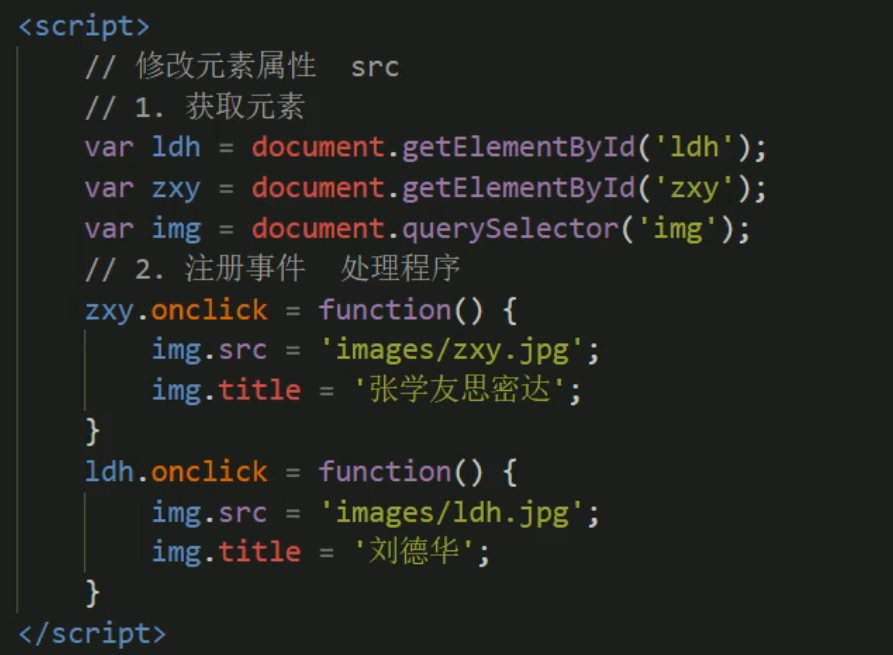 <script>
// 修改元素属性  src
// 1. 获取元素
var ldh = document.getElementById('ldh');
var zxy = document.getElementById('zxy');
var img = document.querySelector('img');
// 2. 注册事件  处理程序
zxy.onclick = function() {
img.src = 'images/zxy.jpg';
img.title = '张学友思密达';
}
ldh.onclick = function() {
img.src = 'images/ldh.jpg';
img.title = '刘德华';
}
</script>